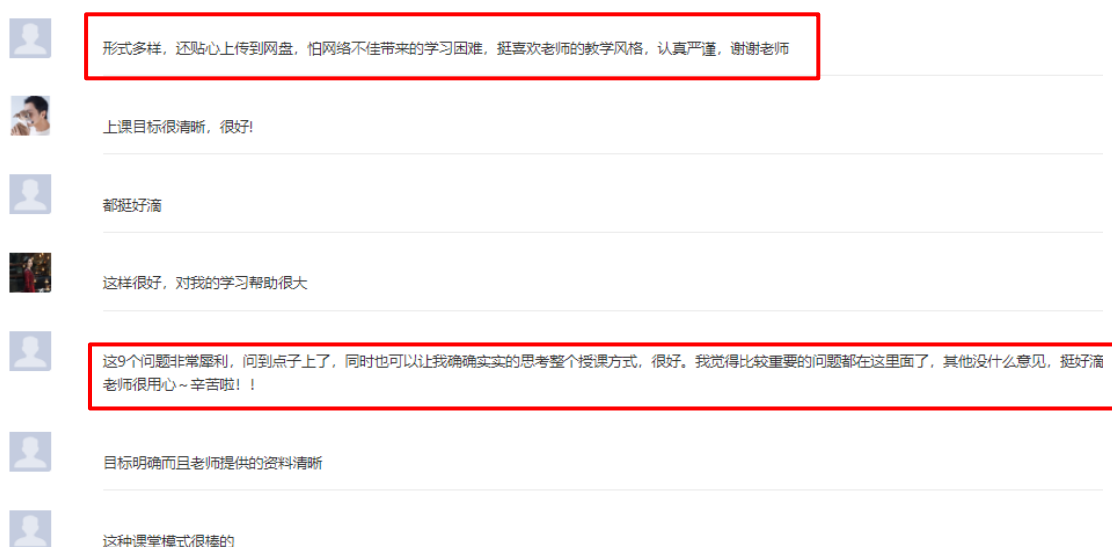 形式多样，还贴心上传到网盘，怕网络不佳带来的学习困难，挺喜欢老师的教学风格，认真严谨，谢谢老师
上课目标很清晰，很好!
都挺好滴
这样很好，对我的学习帮助很大
这9个问题非常犀利，问到点子上了，同时也可以让我确确实实的思考整个授课方式，很好。我觉得比较重要的问题都在这里面了，其他没什么意见，挺好滴
老师很用心～辛苦啦！！
目标明确而且老师提供的资料清晰
这种课堂模式很棒的